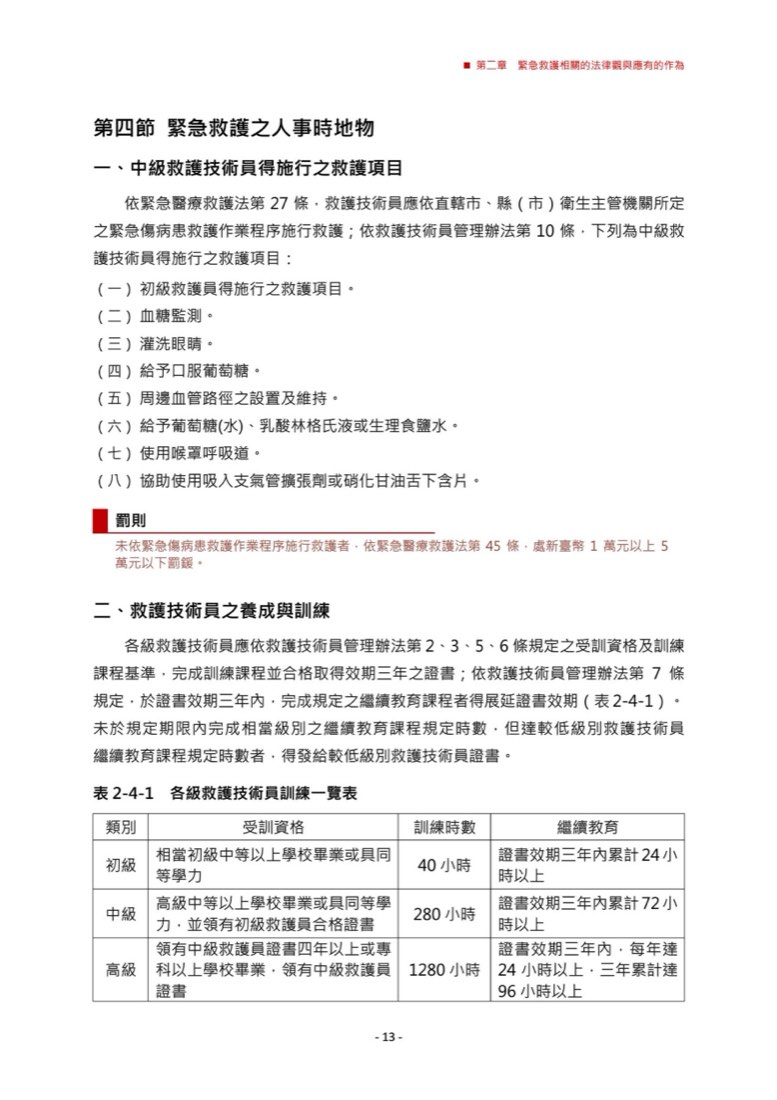 ■ 第二章 緊急救護相關的法律觀與應有的作為
第四節 緊急救護之人事時地物
一、中級救護技術員得施行之救護項目
依緊急醫療救護法第 27 條，救護技術員應依直轄市、縣（市）衛生主管機關所定
之緊急傷病患救護作業程序施行救護；依救護技術員管理辦法第 10 條，下列為中級救
護技術員得施行之救護項目：
（一）初級救護員得施行之救護項目。
（二）血糖監測。
（三）灌洗眼睛。
（四）給予口服葡萄糖。
（五）周邊血管路徑之設置及維持。
（六）給予葡萄糖(水)、乳酸林格氏液或生理食鹽水。
（七）使用喉罩呼吸道。
（八）協助使用吸入支氣管擴張劑或硝化甘油舌下含片。
罰則
未依緊急傷病患救護作業程序施行救護者，依緊急醫療救護法第 45 條，處新臺幣 1 萬元以上 5
萬元以下罰鍰。
二、救護技術員之養成與訓練
各級救護技術員應依救護技術員管理辦法第 2、3、5、6 條規定之受訓資格及訓練
課程基準，完成訓練課程並合格取得效期三年之證書；依救護技術員管理辦法第 7 條
規定，於證書效期三年內，完成規定之繼續教育課程者得展延證書效期（表 2-4-1）。
未於規定期限內完成相當級別之繼續教育課程規定時數，但達較低級別救護技術員
繼續教育課程規定時數者，得發給較低級別救護技術員證書。
表 2-4-1 各級救護技術員訓練一覽表
類別 受訓資格 訓練時數 繼續教育
初級 相當初級中等以上學校畢業或具同
等學力 40 小時 證書效期三年內累計 24 小
時以上
中級 高級中等以上學校畢業或具同等學
力，並領有初級救護員合格證書 280 小時 證書效期三年內累計 72 小
時以上
高級 領有中級救護員證書四年以上或專
科以上學校畢業，領有中級救護員
證書 1280 小時 證書效期三年內，每年達
24 小時以上，三年累計達
96 小時以上
- 13 -